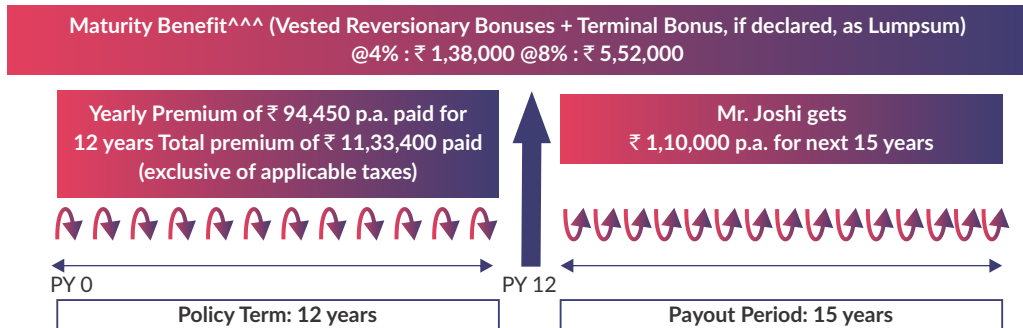 Maturity Benefit^^^ (Vested Reversionary Bonuses + Terminal Bonus, if declared, as Lumpsum)
@4% : ₹ 1,38,000 @8% : ₹ 5,52,000
Yearly Premium of ₹ 94,450 p.a. paid for
12 years Total premium of ₹ 11,33,400 paid
(exclusive of applicable taxes)
Mr. Joshi gets
₹ 1,10,000 p.a. for next 15 years
PY 0
PY 12
Policy Term: 12 years
Payout Period: 15 years